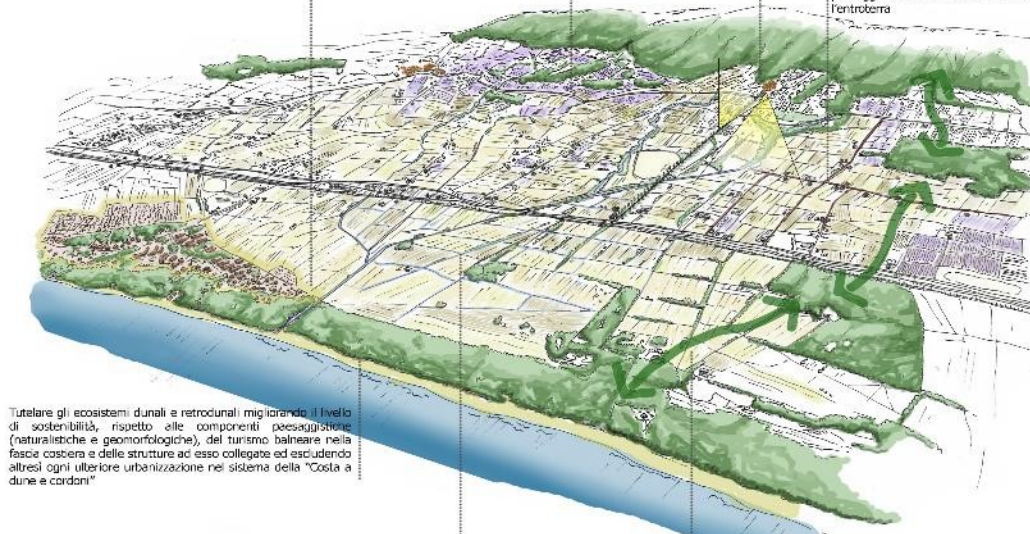 l'entroterra
Tutelare gli ecosistemi dunali e retrodunali migliorando il livello
di sostenibilità, rispetto alle componenti paesaggistiche
(naturalistiche e geomorfologiche), del turismo balneare nella
fascia costiera e delle strutture ad esso collegate ed escludendo
altresì ogni ulteriore urbanizzazione nel sistema della "Costa a
dune e cordoni"